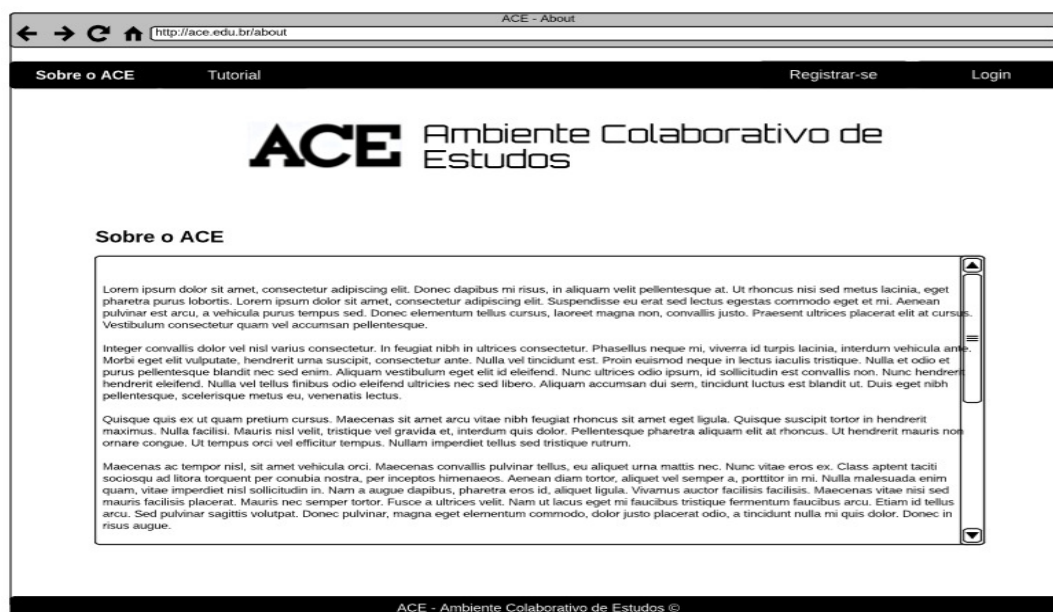 ACE - About
http://ace.edu.br/about
Sobre o ACE Tutorial Registrar-se Login
ACE Ambiente Colaborativo de
Estudos
Sobre o ACE
Lorem ipsum dolor sit amet, consectetur adipiscing elit. Donec dapibus mi risus, in aliquam velit pellentesque at. Ut rhoncus nisi sed metus lacinia, eget
pharetra purus lobortis. Lorem ipsum dolor sit amet, consectetur adipiscing elit. Suspendisse eu erat sed lectus egestas commodo eget et mi. Aenean
pulvinar est arcu, a vehicula purus tempus sed. Donec elementum tellus cursus, laoreet magna non, convallis justo. Praesent ultrices placerat elit at cursus.
Vestibulum consectetur quam vel accumsan pellentesque.
Integer convallis dolor vel nisl varius consectetur. In feugiat nibh in ultrices consectetur. Phasellus neque mi, viverra id turpis lacinia, interdum vehicula ante.
Morbi eget elit vulputate, hendrerit urna suscipit, consectetur ante. Nulla vel tincidunt est. Proin euismod neque in lectus iaculis tristique. Nulla et odio et
purus pellentesque blandit nec sed enim. Aliquam vestibulum eget elit id eleifend. Nunc ultrices odio ipsum, id sollicitudin est convallis non. Nunc hendrerit
hendrerit eleifend. Nulla vel tellus finibus odio eleifend ultricies nec sed libero. Aliquam accumsan dui sem, tincidunt luctus est blandit ut. Duis eget nibh
pellentesque, scelerisque metus eu, venenatis lectus.
Quisque quis ex ut quam pretium cursus. Maecenas sit amet arcu vitae nibh feugiat rhoncus sit amet eget ligula. Quisque suscipit tortor in hendrerit
maximus. Nulla facilisi. Mauris nisl velit, tristique vel gravida et, interdum quis dolor. Pellentesque pharetra aliquam elit at rhoncus. Ut hendrerit mauris non
ornare congue. Ut tempus orci vel efficitur tempus. Nullam imperdiet tellus sed tristique rutrum.
Maecenas ac tempor nisl, sit amet vehicula orci. Maecenas convallis pulvinar tellus, eu aliquet urna mattis nec. Nunc vitae eros ex. Class aptent taciti
sociosqu ad litora torquent per conubia nostra, per inceptos himenaeos. Aenean diam tortor, aliquet vel semper a, porttitor in mi. Nulla malesuada enim
quam, vitae imperdiet nisl sollicitudin in. Nam a augue dapibus, pharetra eros id, aliquet ligula. Vivamus auctor facilisis facilisis. Maecenas vitae nisi sed
mauris facilisis placerat. Mauris nec semper tortor. Fusce a ultrices velit. Nam ut lacus eget mi faucibus tristique fermentum faucibus arcu. Etiam id tellus
arcu. Sed pulvinar sagittis volutpat. Donec pulvinar, magna eget elementum commodo, dolor justo placerat odio, a tincidunt nulla mi quis dolor. Donec in
risus augue.
ACE - Ambiente Colaborativo de Estudos ©